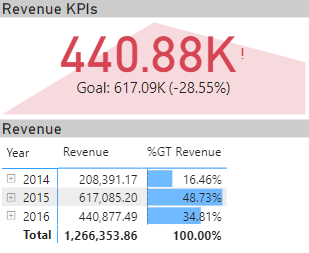 Revenue KPIs
440.88K!
Goal: 617.09K (-28.55%)
Revenue
Year Revenue %GT Revenue
2014 208,391.17 16.46%
2015 617,085.20 48.73%
2016 440,877.49 34.81%
Total 1,266,353.86 100.00%